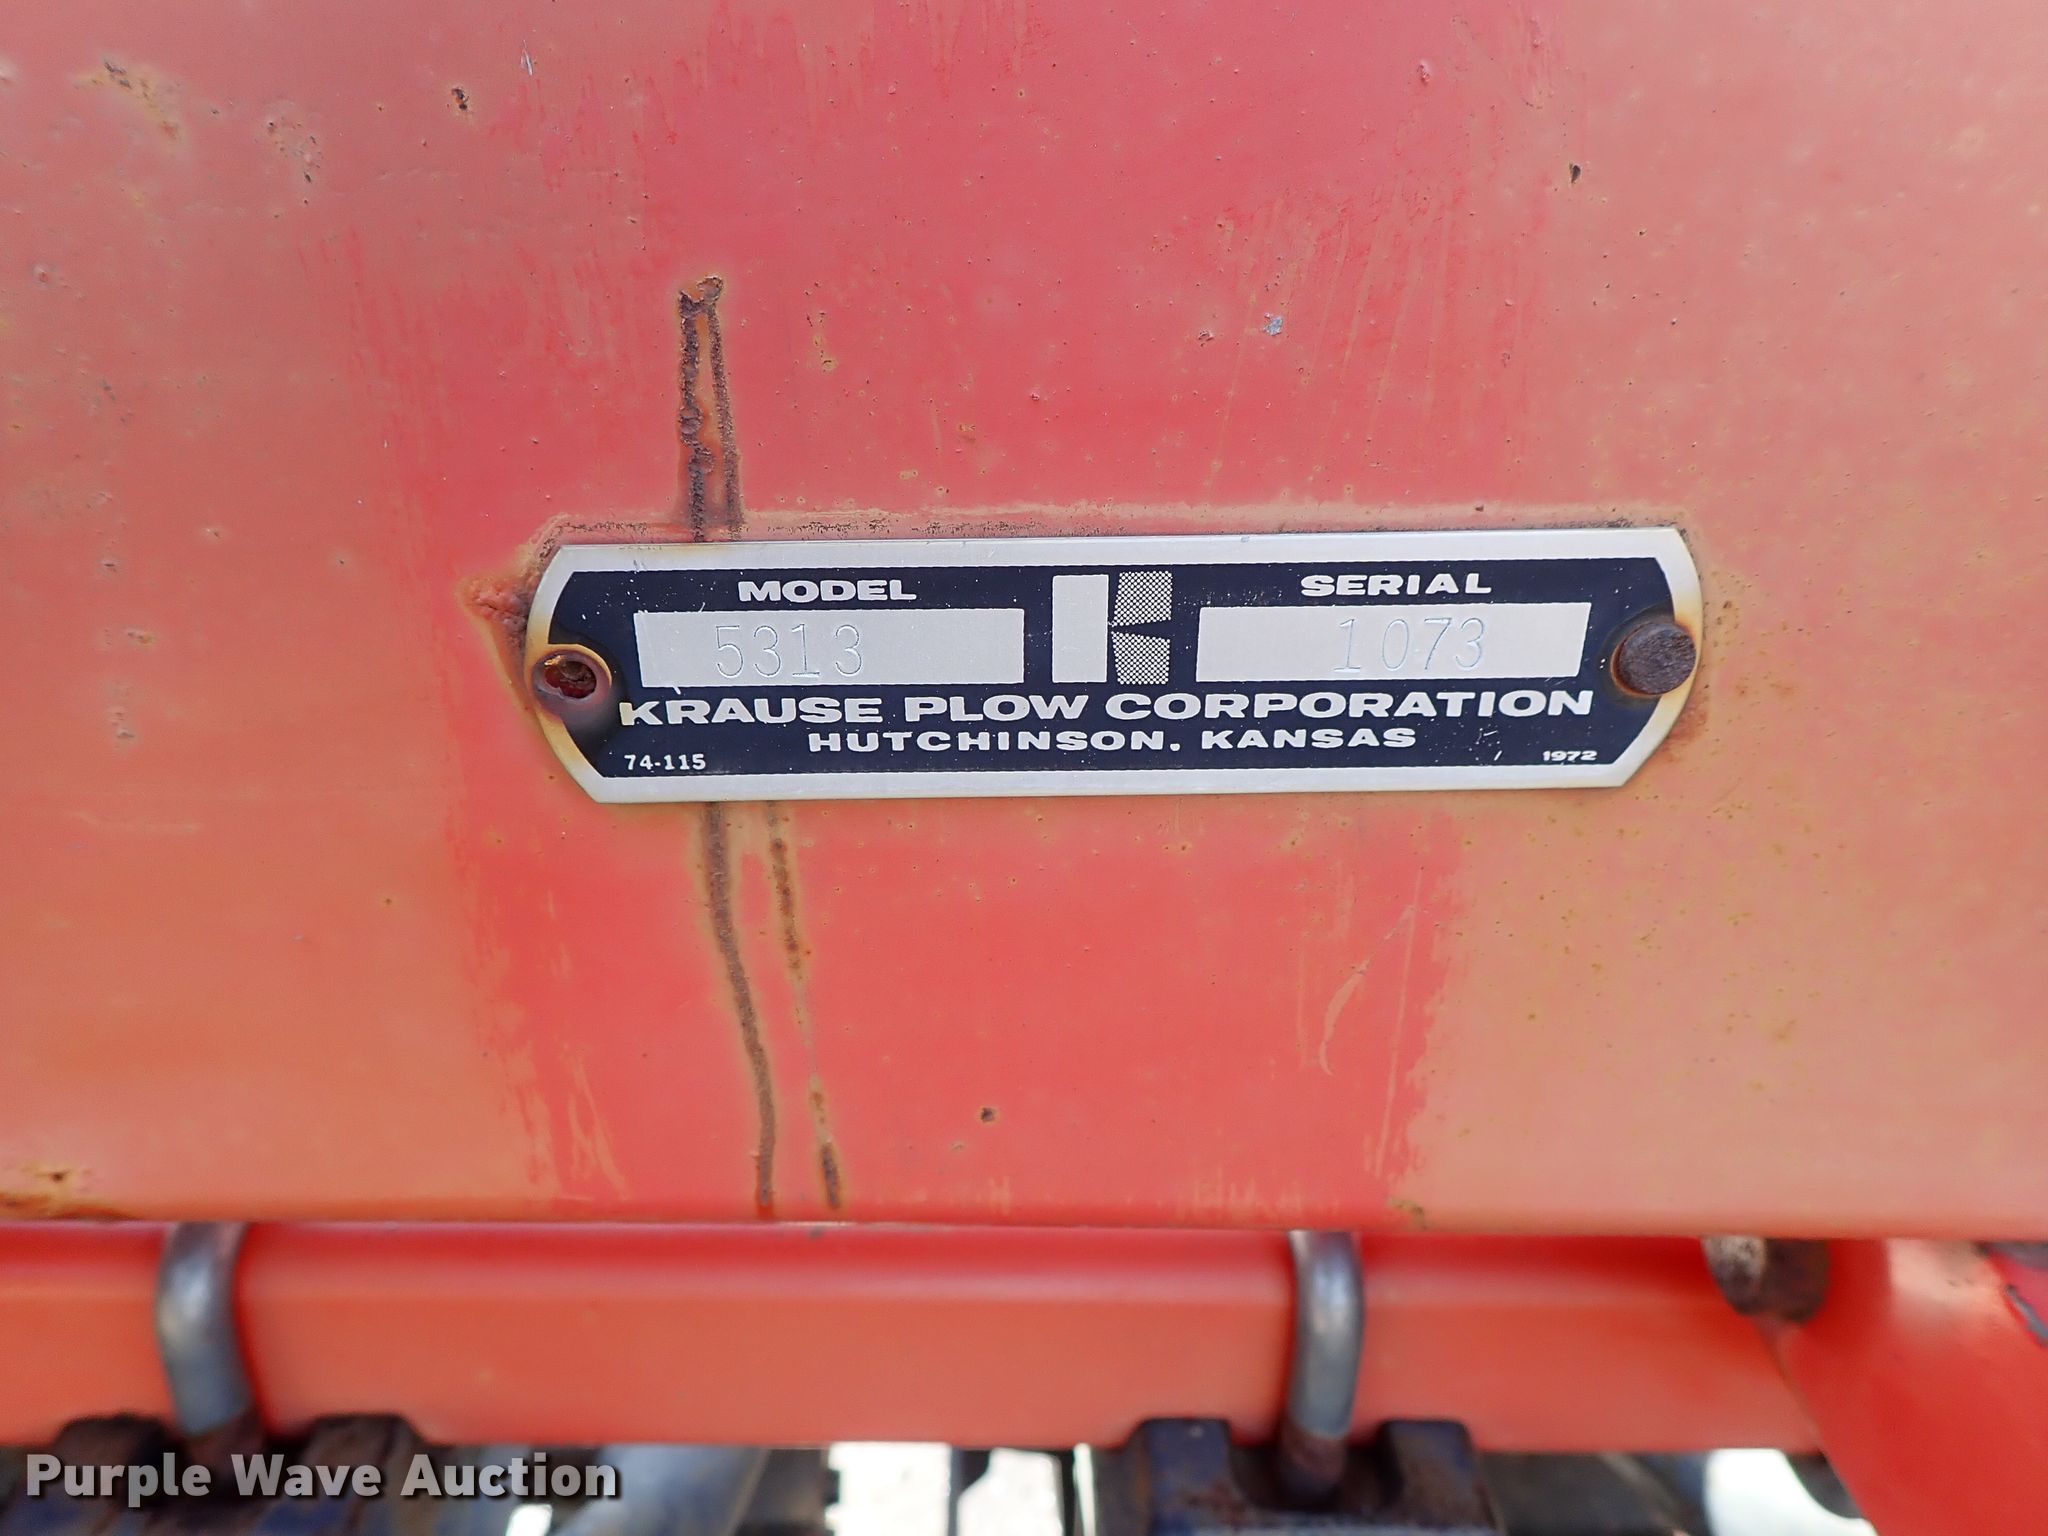 MODEL SERIAL
5313 1073
KRAUSE PLOW CORPORATION
HUTCHINSON, KANSAS
74-115 1972
Purple Wave Auction